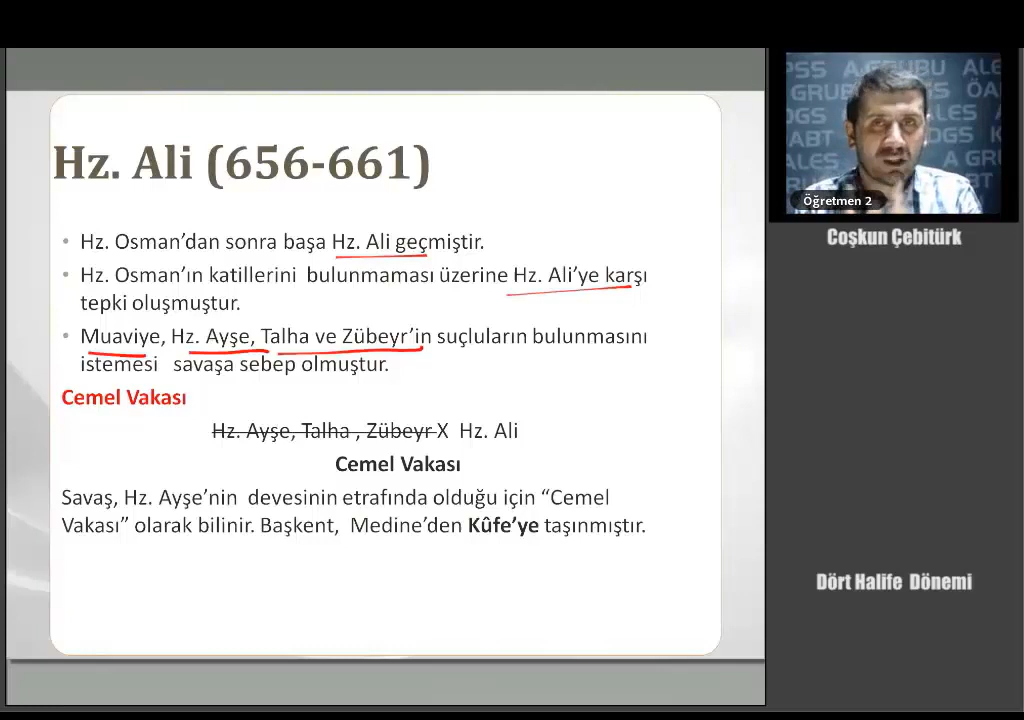 Hz. Ali (656-661)
• Hz. Osman’dan sonra başa Hz. Ali geçmiştir.
• Hz. Osman’ın katillerini bulunmaması üzerine Hz. Ali’ye karşı
tepki oluşmuştur.
• Muaviye, Hz. Ayşe, Talha ve Zübeyr’in suçluların bulunmasını
istemesi savaşa sebep olmuştur.
Cemel Vakası
Hz. Ayşe, Talha , Zübeyr X Hz. Ali
Cemel Vakası
Savaş, Hz. Ayşe’nin devesinin etrafında olduğu için “Cemel
Vakası” olarak bilinir. Başkent, Medine’den Kûfe’ye taşınmıştır.
PSS A GRUBU ALE
GRUB
ÖA
DGS
LES
ABT
ALES
A GR
Öğretmen 2
Coşkun Çebitürk
Dört Halife Dönemi